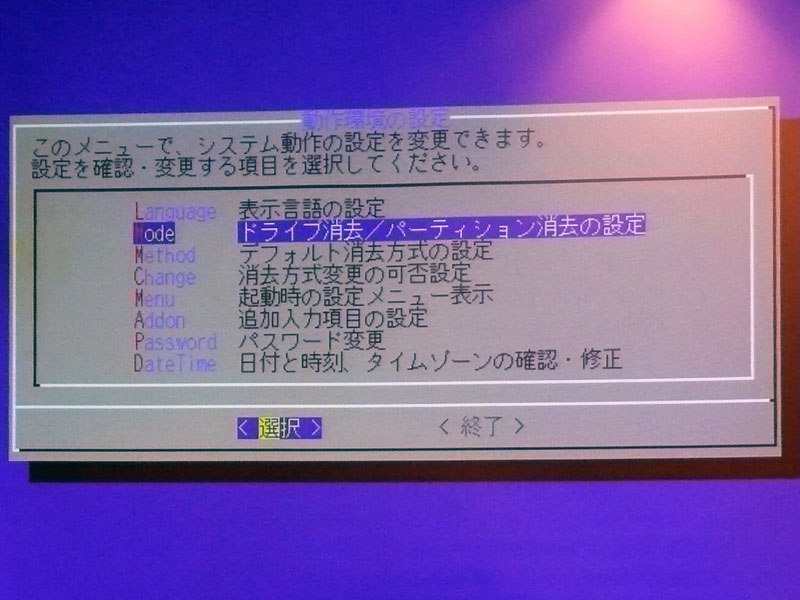 動作環境の設定
このメニューで、システム動作の設定を変更できます。
設定を確認・変更する項目を選択してください。
Language 表示言語の設定
Mode ドライブ消去／パーティション消去の設定
Method デフォルト消去方式の設定
Change 消去方式変更の可否設定
Menu 起動時の設定メニュー表示
Addon 追加入力項目の設定
Password パスワード変更
DateTime 日付と時刻、タイムゾーンの確認・修正
< 選択 > < 終了 >